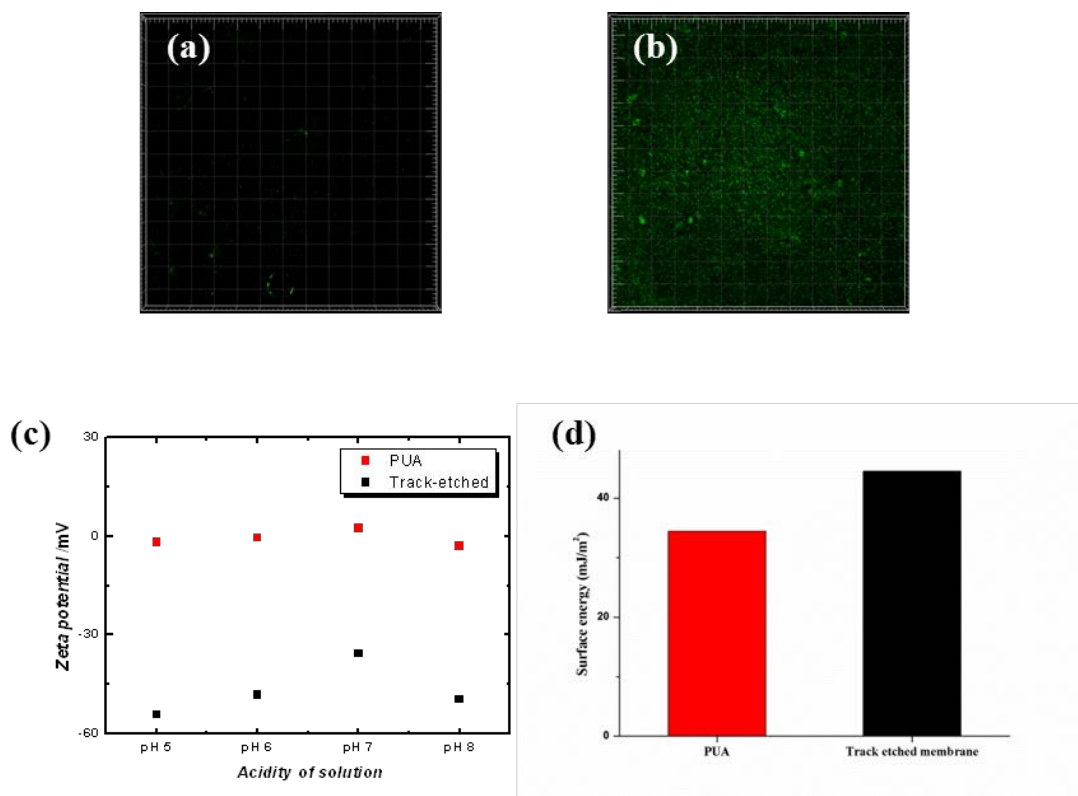 (a)
(b)
(c)
30
0
-30
-60
Zeta potential /mV
PUA
Track-etched
pH 5 pH 6 pH 7 pH 8
Acidity of solution
(d)
40
20
0
Surface energy (mJ/m²)
PUA Track etched membrane